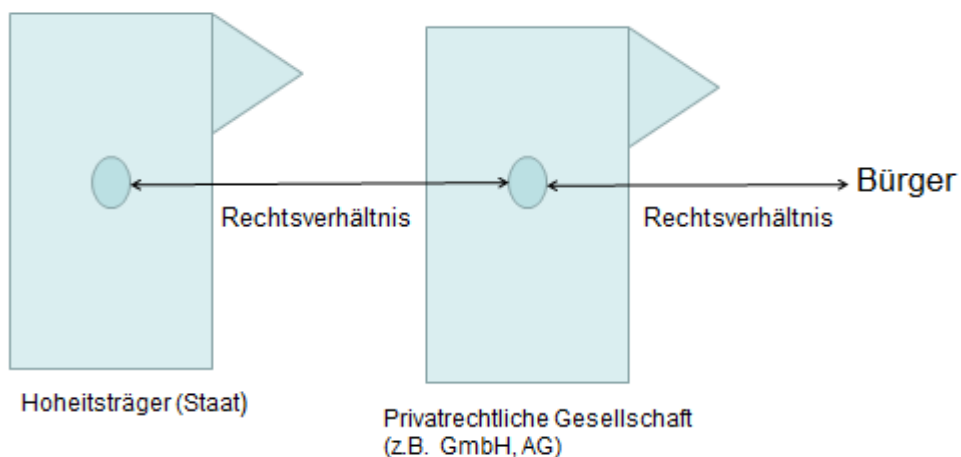 Bürger
Rechtsverhältnis
Rechtsverhältnis
Hoheitsträger (Staat)
Privatrechtliche Gesellschaft
(z.B. GmbH, AG)